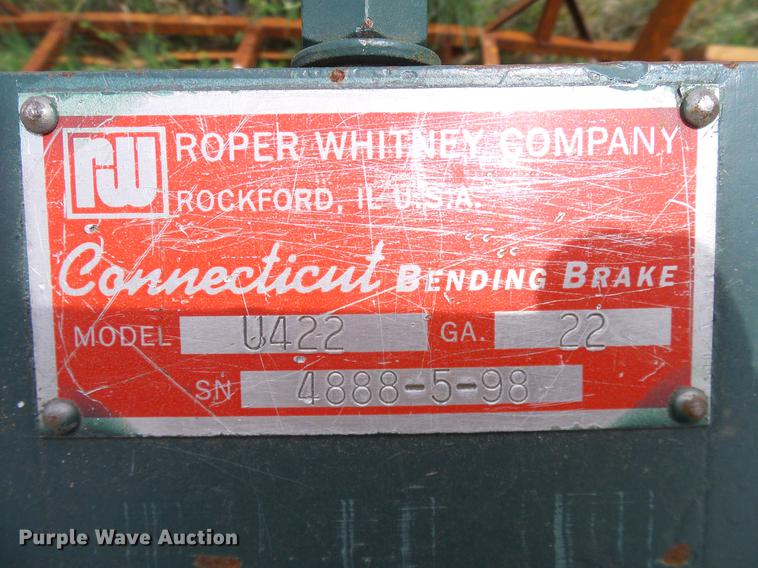 rw ROPER WHITNEY COMPANY
ROCKFORD, IL U.S.A.
Connecticut BENDING BRAKE
MODEL U422 GA. 22
SN 4888-5-98
Purple Wave Auction